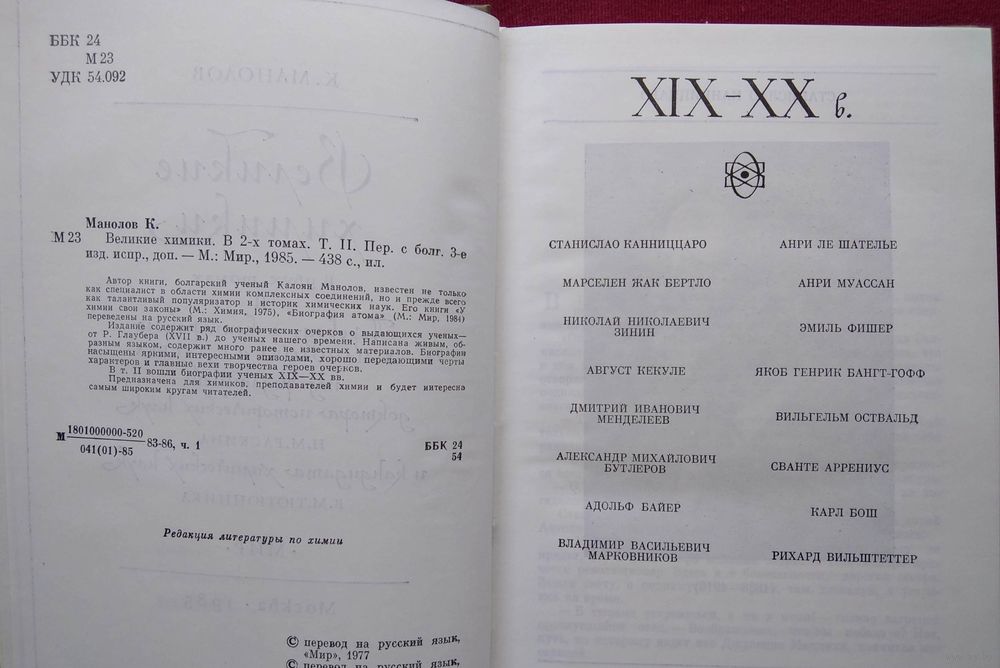 ББК 24
М 23
УДК 54.092
Манолов К.
М 23 Великие химики. В 2-х томах. Т. II. Пер. с болг. 3-е
изд. испр., доп. — М.: Мир, 1985. — 438 с., ил.
Автор книги, болгарский ученый Калоян Манолов, известен не только
как специалист в области химии комплексных соединений, но и прежде всего
как талантливый популяризатор и историк химических наук. Его книги «У
химии свои законы» (М.: Химия, 1975), «Биография атома» (М.: Мир, 1984)
переведены на русский язык.
Издание содержит ряд биографических очерков о выдающихся ученых—
от Р. Глаубера (XVII в.) до ученых нашего времени. Написана живым, об-
разным языком, содержит много ранее не известных материалов. Биографии
насыщены яркими, интересными эпизодами, хорошо передающими черты
характеров и главные вехи творчества героев очерков.
В т. II вошли биографии ученых XIX—XX вв.
Предназначена для химиков, преподавателей химии и будет интересна
самым широким кругам читателей.
М 1801000000-520
041(01)-85 83-86, ч. 1
ББК 24
54
Редакция литературы по химии
© перевод на русский язык,
«Мир», 1977
© перевод на русский язык,
XIX–XX в.
СТАНИСЛАО КАННИЦЦАРО
МАРСЕЛЕН ЖАК БЕРТЛО
НИКОЛАЙ НИКОЛАЕВИЧ
ЗИНИН
АВГУСТ КЕКУЛЕ
ДМИТРИЙ ИВАНОВИЧ
МЕНДЕЛЕЕВ
АЛЕКСАНДР МИХАЙЛОВИЧ
БУТЛЕРОВ
АДОЛЬФ БАЙЕР
ВЛАДИМИР ВАСИЛЬЕВИЧ
МАРКОВНИКОВ
АНРИ ЛЕ ШАТЕЛЬЕ
АНРИ МУАССАН
ЭМИЛЬ ФИШЕР
ЯКОБ ГЕНРИК ВАНГТ-ГОФФ
ВИЛЬГЕЛЬМ ОСТВАЛЬД
СВАНТЕ АРРЕНИУС
КАРЛ БОШ
РИХАРД ВИЛЬШТЕТТЕР